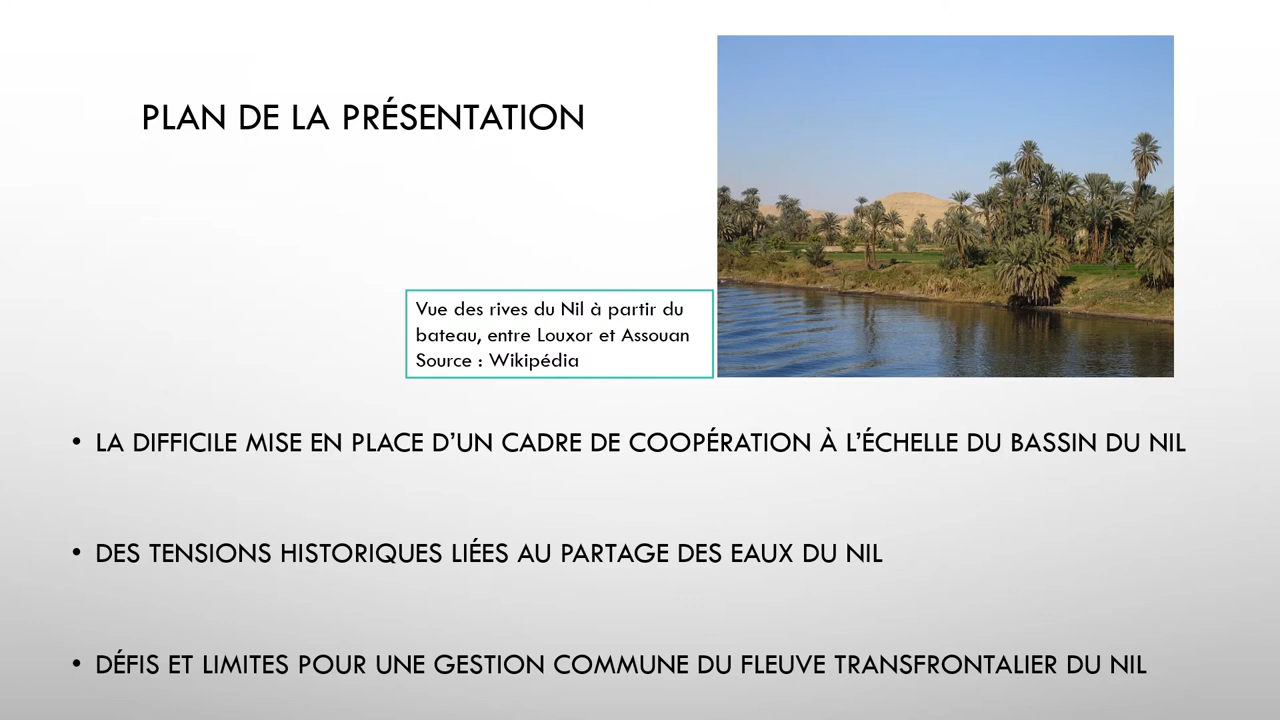 PLAN DE LA PRÉSENTATION
Vue des rives du Nil à partir du
bateau, entre Louxor et Assouan
Source : Wikipédia
• LA DIFFICILE MISE EN PLACE D’UN CADRE DE COOPÉRATION À L’ÉCHELLE DU BASSIN DU NIL
• DES TENSIONS HISTORIQUES LIÉES AU PARTAGE DES EAUX DU NIL
• DÉFIS ET LIMITES POUR UNE GESTION COMMUNE DU FLEUVE TRANSFRONTALIER DU NIL